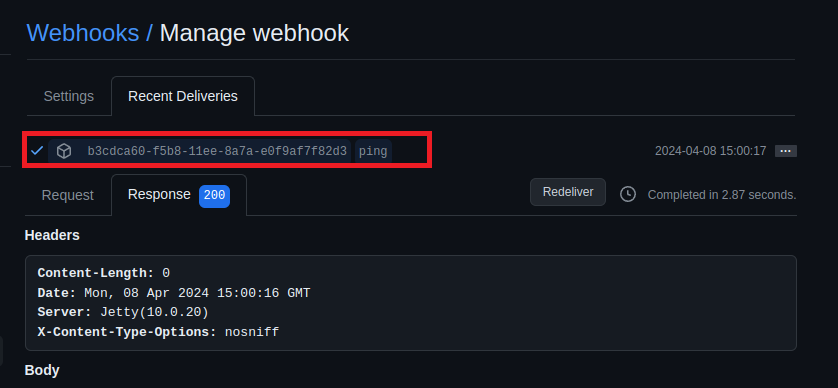 Webhooks / Manage webhook
Settings Recent Deliveries
b3cdca60-f5b8-11ee-8a7a-e0f9af7f82d3 ping 2024-04-08 15:00:17 ...
Request Response 200 Redeliver Completed in 2.87 seconds.
Headers
Content-Length: 0
Date: Mon, 08 Apr 2024 15:00:16 GMT
Server: Jetty(10.0.20)
X-Content-Type-Options: nosniff
Body